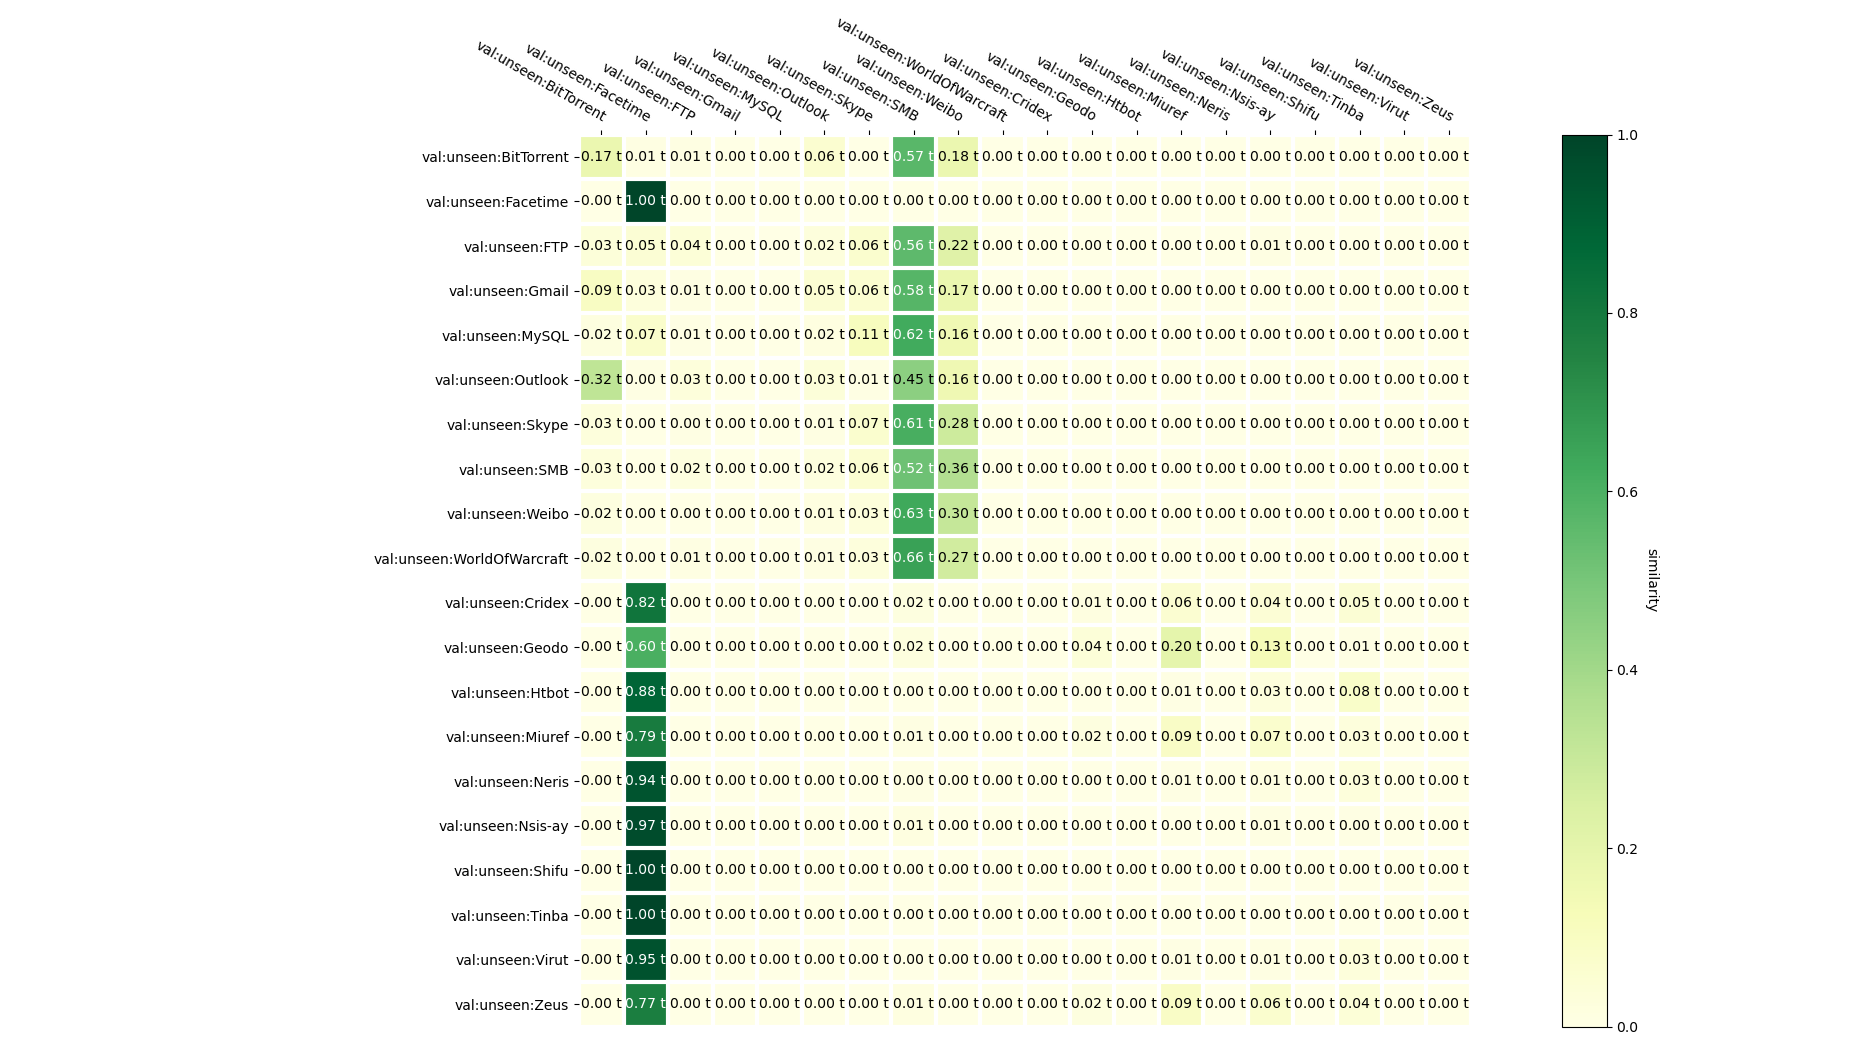 val:unseen:BitTorrent
val:unseen:Facetime
val:unseen:FTP
val:unseen:Gmail
val:unseen:MySQL
val:unseen:Outlook
val:unseen:Skype
val:unseen:SMB
val:unseen:Weibo
val:unseen:WorldOfWarcraft
val:unseen:Cridex
val:unseen:Geodo
val:unseen:Htbot
val:unseen:Miuref
val:unseen:Neris
val:unseen:Nsis-ay
val:unseen:Shifu
val:unseen:Tinba
val:unseen:Virut
val:unseen:Zeus
val:unseen:BitTorrent 0.17 t 0.01 t 0.01 t 0.00 t 0.00 t 0.06 t 0.00 t 0.57 t 0.18 t 0.00 t 0.00 t 0.00 t 0.00 t 0.00 t 0.00 t 0.00 t 0.00 t 0.00 t 0.00 t 0.00 t
val:unseen:Facetime 0.00 t 1.00 t 0.00 t 0.00 t 0.00 t 0.00 t 0.00 t 0.00 t 0.00 t 0.00 t 0.00 t 0.00 t 0.00 t 0.00 t 0.00 t 0.00 t 0.00 t 0.00 t 0.00 t 0.00 t
val:unseen:FTP 0.03 t 0.05 t 0.04 t 0.00 t 0.00 t 0.02 t 0.06 t 0.56 t 0.22 t 0.00 t 0.00 t 0.00 t 0.00 t 0.00 t 0.00 t 0.01 t 0.00 t 0.00 t 0.00 t 0.00 t
val:unseen:Gmail 0.09 t 0.03 t 0.01 t 0.00 t 0.00 t 0.05 t 0.06 t 0.58 t 0.17 t 0.00 t 0.00 t 0.00 t 0.00 t 0.00 t 0.00 t 0.00 t 0.00 t 0.00 t 0.00 t 0.00 t
val:unseen:MySQL 0.02 t 0.07 t 0.01 t 0.00 t 0.00 t 0.02 t 0.11 t 0.62 t 0.16 t 0.00 t 0.00 t 0.00 t 0.00 t 0.00 t 0.00 t 0.00 t 0.00 t 0.00 t 0.00 t 0.00 t
val:unseen:Outlook 0.32 t 0.00 t 0.03 t 0.00 t 0.00 t 0.03 t 0.01 t 0.45 t 0.16 t 0.00 t 0.00 t 0.00 t 0.00 t 0.00 t 0.00 t 0.00 t 0.00 t 0.00 t 0.00 t 0.00 t
val:unseen:Skype 0.03 t 0.00 t 0.00 t 0.00 t 0.00 t 0.01 t 0.07 t 0.61 t 0.28 t 0.00 t 0.00 t 0.00 t 0.00 t 0.00 t 0.00 t 0.00 t 0.00 t 0.00 t 0.00 t 0.00 t
val:unseen:SMB 0.03 t 0.00 t 0.02 t 0.00 t 0.00 t 0.02 t 0.06 t 0.52 t 0.36 t 0.00 t 0.00 t 0.00 t 0.00 t 0.00 t 0.00 t 0.00 t 0.00 t 0.00 t 0.00 t 0.00 t
val:unseen:Weibo 0.02 t 0.00 t 0.00 t 0.00 t 0.00 t 0.01 t 0.03 t 0.63 t 0.30 t 0.00 t 0.00 t 0.00 t 0.00 t 0.00 t 0.00 t 0.00 t 0.00 t 0.00 t 0.00 t 0.00 t
val:unseen:WorldOfWarcraft 0.02 t 0.00 t 0.01 t 0.00 t 0.00 t 0.01 t 0.03 t 0.66 t 0.27 t 0.00 t 0.00 t 0.00 t 0.00 t 0.00 t 0.00 t 0.00 t 0.00 t 0.00 t 0.00 t 0.00 t
val:unseen:Cridex 0.00 t 0.82 t 0.00 t 0.00 t 0.00 t 0.00 t 0.00 t 0.02 t 0.00 t 0.00 t 0.00 t 0.01 t 0.00 t 0.06 t 0.00 t 0.04 t 0.00 t 0.05 t 0.00 t 0.00 t
val:unseen:Geodo 0.00 t 0.60 t 0.00 t 0.00 t 0.00 t 0.00 t 0.00 t 0.02 t 0.00 t 0.00 t 0.00 t 0.04 t 0.00 t 0.20 t 0.00 t 0.13 t 0.00 t 0.01 t 0.00 t 0.00 t
val:unseen:Htbot 0.00 t 0.88 t 0.00 t 0.00 t 0.00 t 0.00 t 0.00 t 0.00 t 0.00 t 0.00 t 0.00 t 0.00 t 0.00 t 0.01 t 0.00 t 0.03 t 0.00 t 0.08 t 0.00 t 0.00 t
val:unseen:Miuref 0.00 t 0.79 t 0.00 t 0.00 t 0.00 t 0.00 t 0.00 t 0.01 t 0.00 t 0.00 t 0.00 t 0.02 t 0.00 t 0.09 t 0.00 t 0.07 t 0.00 t 0.03 t 0.00 t 0.00 t
val:unseen:Neris 0.00 t 0.94 t 0.00 t 0.00 t 0.00 t 0.00 t 0.00 t 0.00 t 0.00 t 0.00 t 0.00 t 0.00 t 0.00 t 0.01 t 0.00 t 0.01 t 0.00 t 0.03 t 0.00 t 0.00 t
val:unseen:Nsis-ay 0.00 t 0.97 t 0.00 t 0.00 t 0.00 t 0.00 t 0.00 t 0.01 t 0.00 t 0.00 t 0.00 t 0.00 t 0.00 t 0.00 t 0.00 t 0.01 t 0.00 t 0.00 t 0.00 t 0.00 t
val:unseen:Shifu 0.00 t 1.00 t 0.00 t 0.00 t 0.00 t 0.00 t 0.00 t 0.00 t 0.00 t 0.00 t 0.00 t 0.00 t 0.00 t 0.00 t 0.00 t 0.00 t 0.00 t 0.00 t 0.00 t 0.00 t
val:unseen:Tinba 0.00 t 1.00 t 0.00 t 0.00 t 0.00 t 0.00 t 0.00 t 0.00 t 0.00 t 0.00 t 0.00 t 0.00 t 0.00 t 0.00 t 0.00 t 0.00 t 0.00 t 0.00 t 0.00 t 0.00 t
val:unseen:Virut 0.00 t 0.95 t 0.00 t 0.00 t 0.00 t 0.00 t 0.00 t 0.00 t 0.00 t 0.00 t 0.00 t 0.00 t 0.00 t 0.01 t 0.00 t 0.01 t 0.00 t 0.03 t 0.00 t 0.00 t
val:unseen:Zeus 0.00 t 0.77 t 0.00 t 0.00 t 0.00 t 0.00 t 0.00 t 0.01 t 0.00 t 0.00 t 0.00 t 0.02 t 0.00 t 0.09 t 0.00 t 0.06 t 0.00 t 0.04 t 0.00 t 0.00 t
1.0
0.8
0.6
0.4
0.2
0.0
similarity